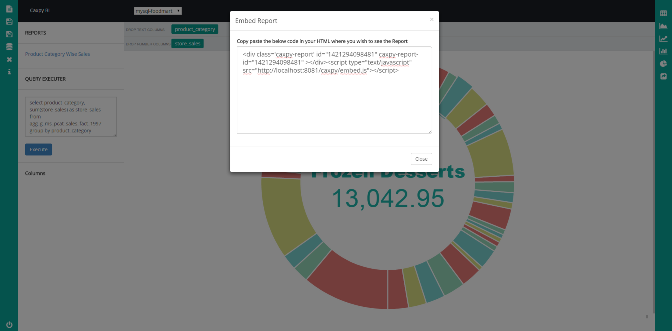 Caxpy BI
mysql-foodmart
REPORTS
product_category
store_sales
Product Category Wise Sales
QUERY EXECUTER
select product_category,
sum(store_sales) as store_sales
from
group by product_category
Execute
Columns
Embed Report
×
Copy paste the below code in your HTML where you wish to see the Report
<div class='caxpy-report' id="1421294098481" caxpy-report-
id="1421294098481" ></div><script type="text/javascript"
src="http://localhost:8081/caxpy/embed.js"></script>
Close
Frozen Desserts
13,042.95